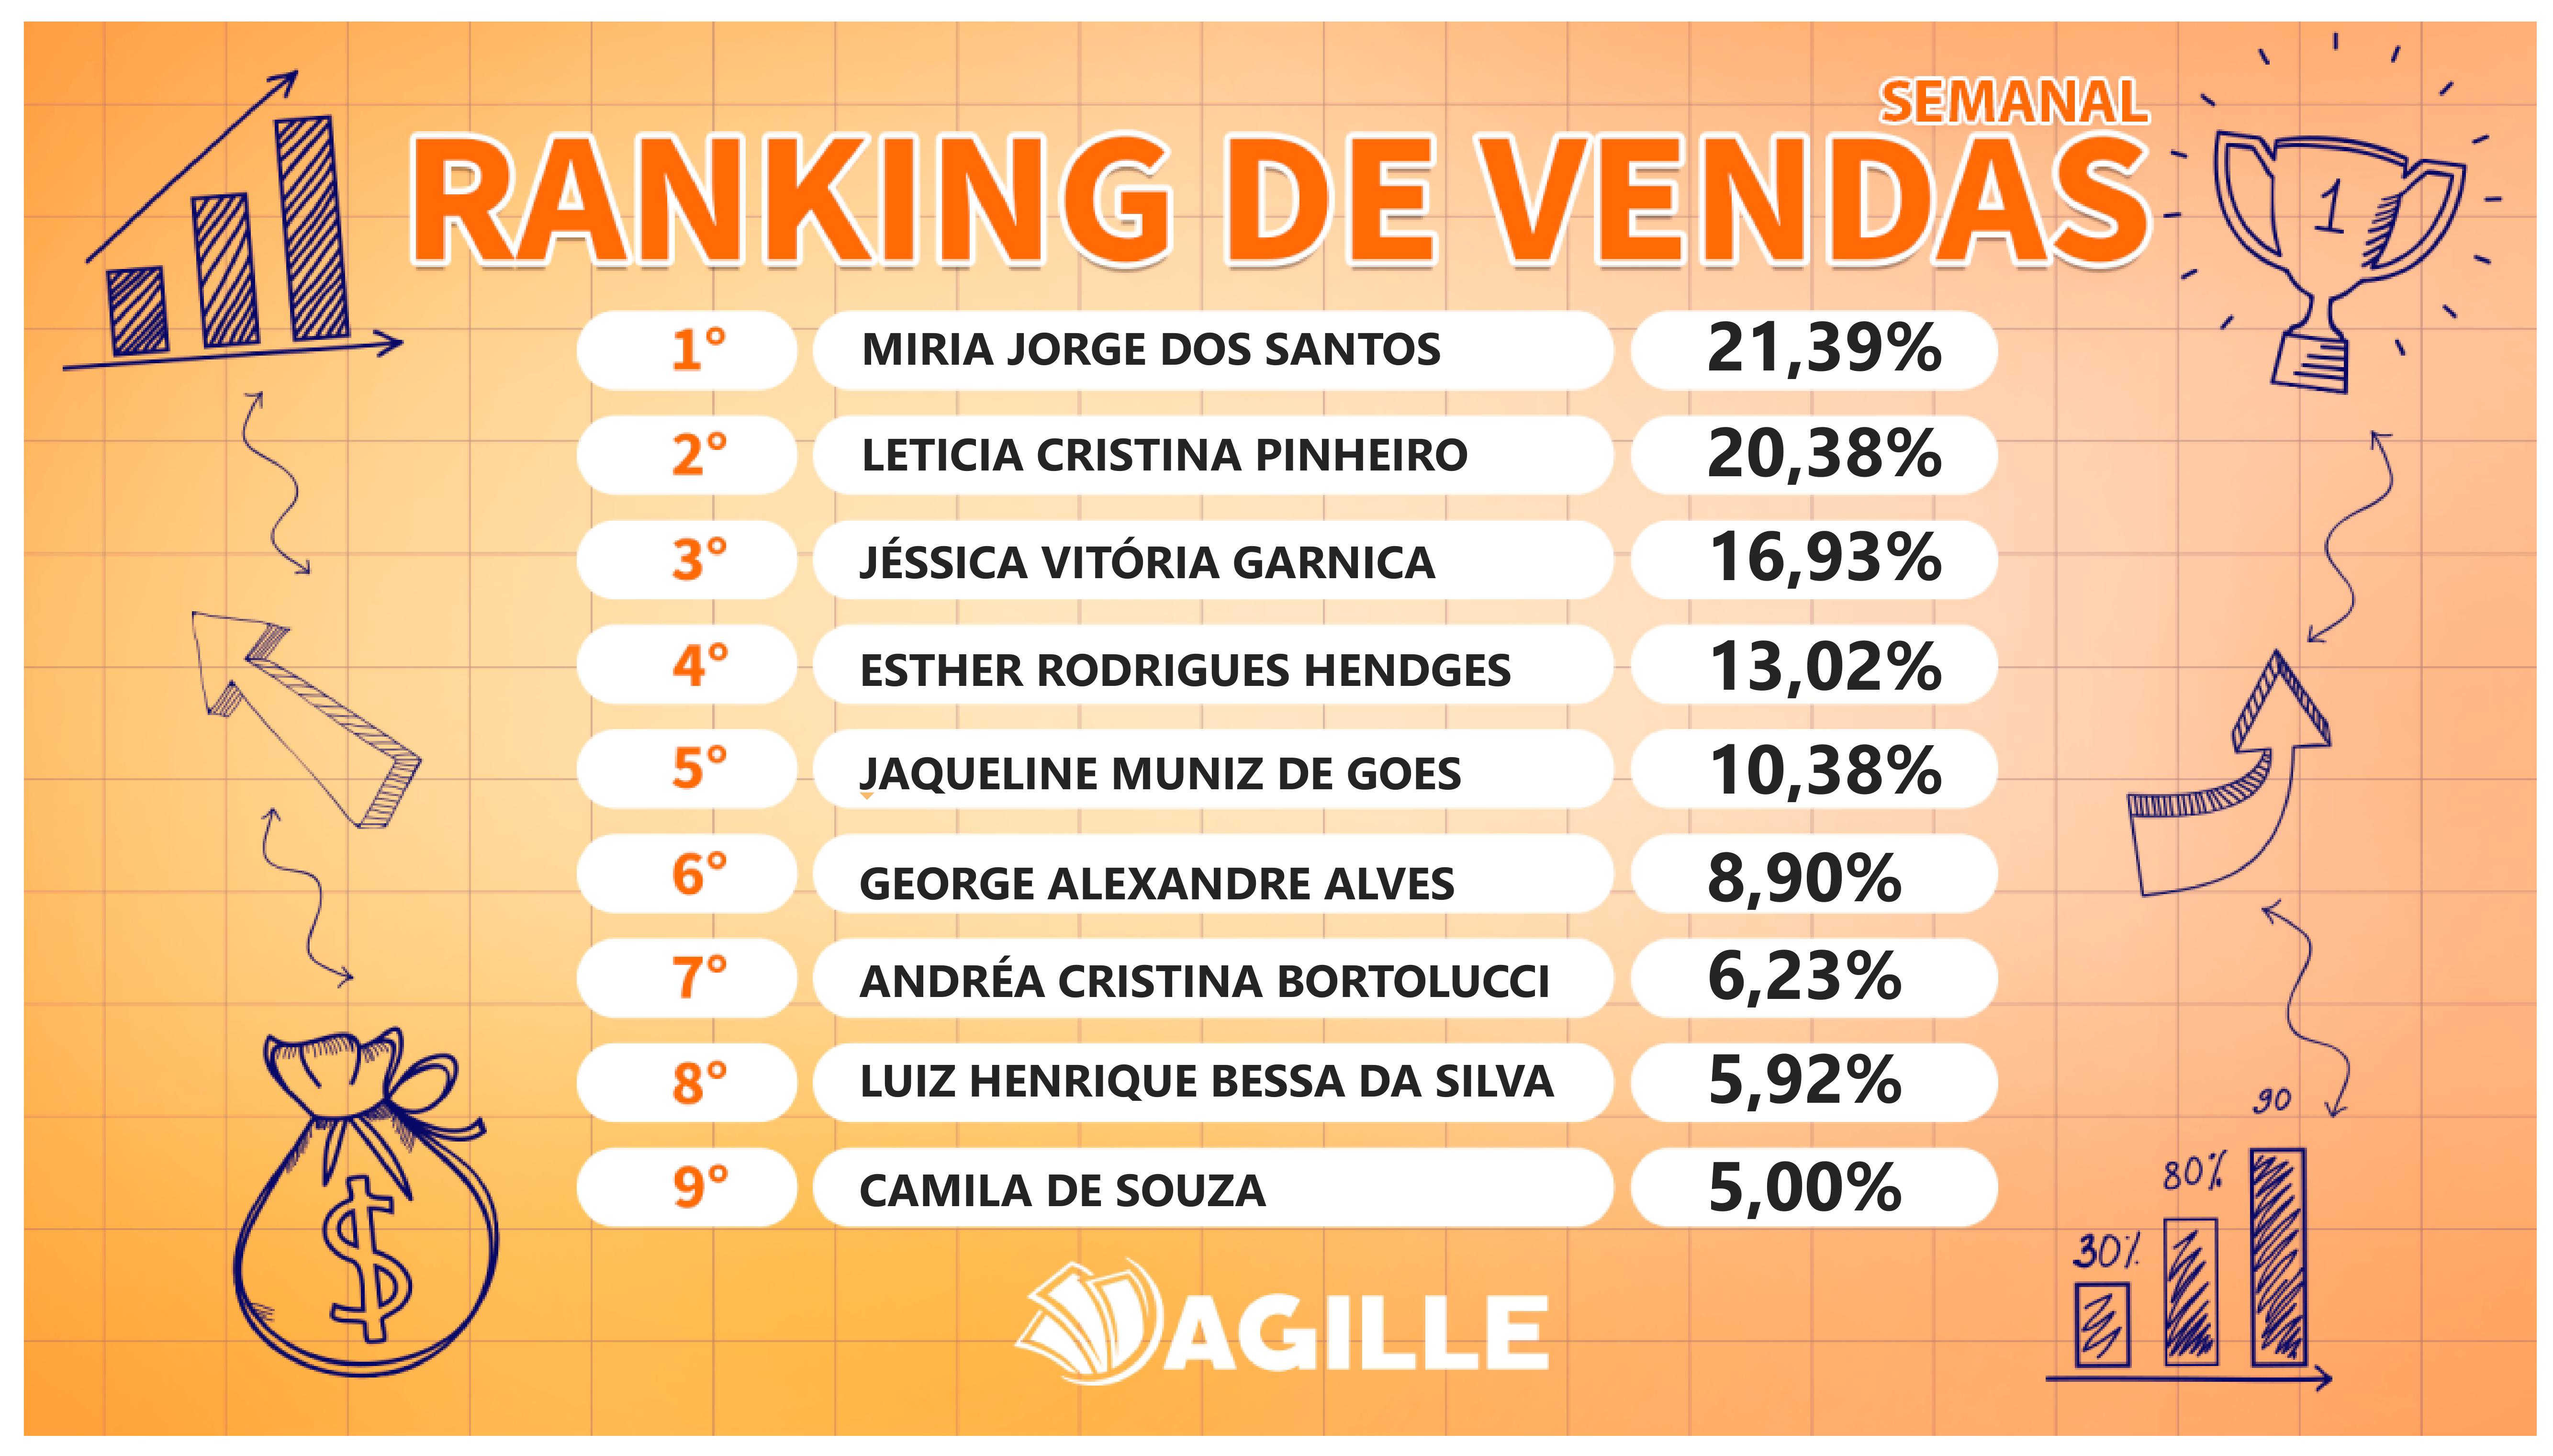 SEMANAL
RANKING DE VENDAS
1
1° MIRIA JORGE DOS SANTOS 21,39%
2° LETICIA CRISTINA PINHEIRO 20,38%
3° JÉSSICA VITÓRIA GARNICA 16,93%
4° ESTHER RODRIGUES HENDGES 13,02%
5° JAQUELINE MUNIZ DE GOES 10,38%
6° GEORGE ALEXANDRE ALVES 8,90%
7° ANDRÉA CRISTINA BORTOLUCCI 6,23%
8° LUIZ HENRIQUE BESSA DA SILVA 5,92%
9° CAMILA DE SOUZA 5,00%
90
80%
30%
$
AGILLE